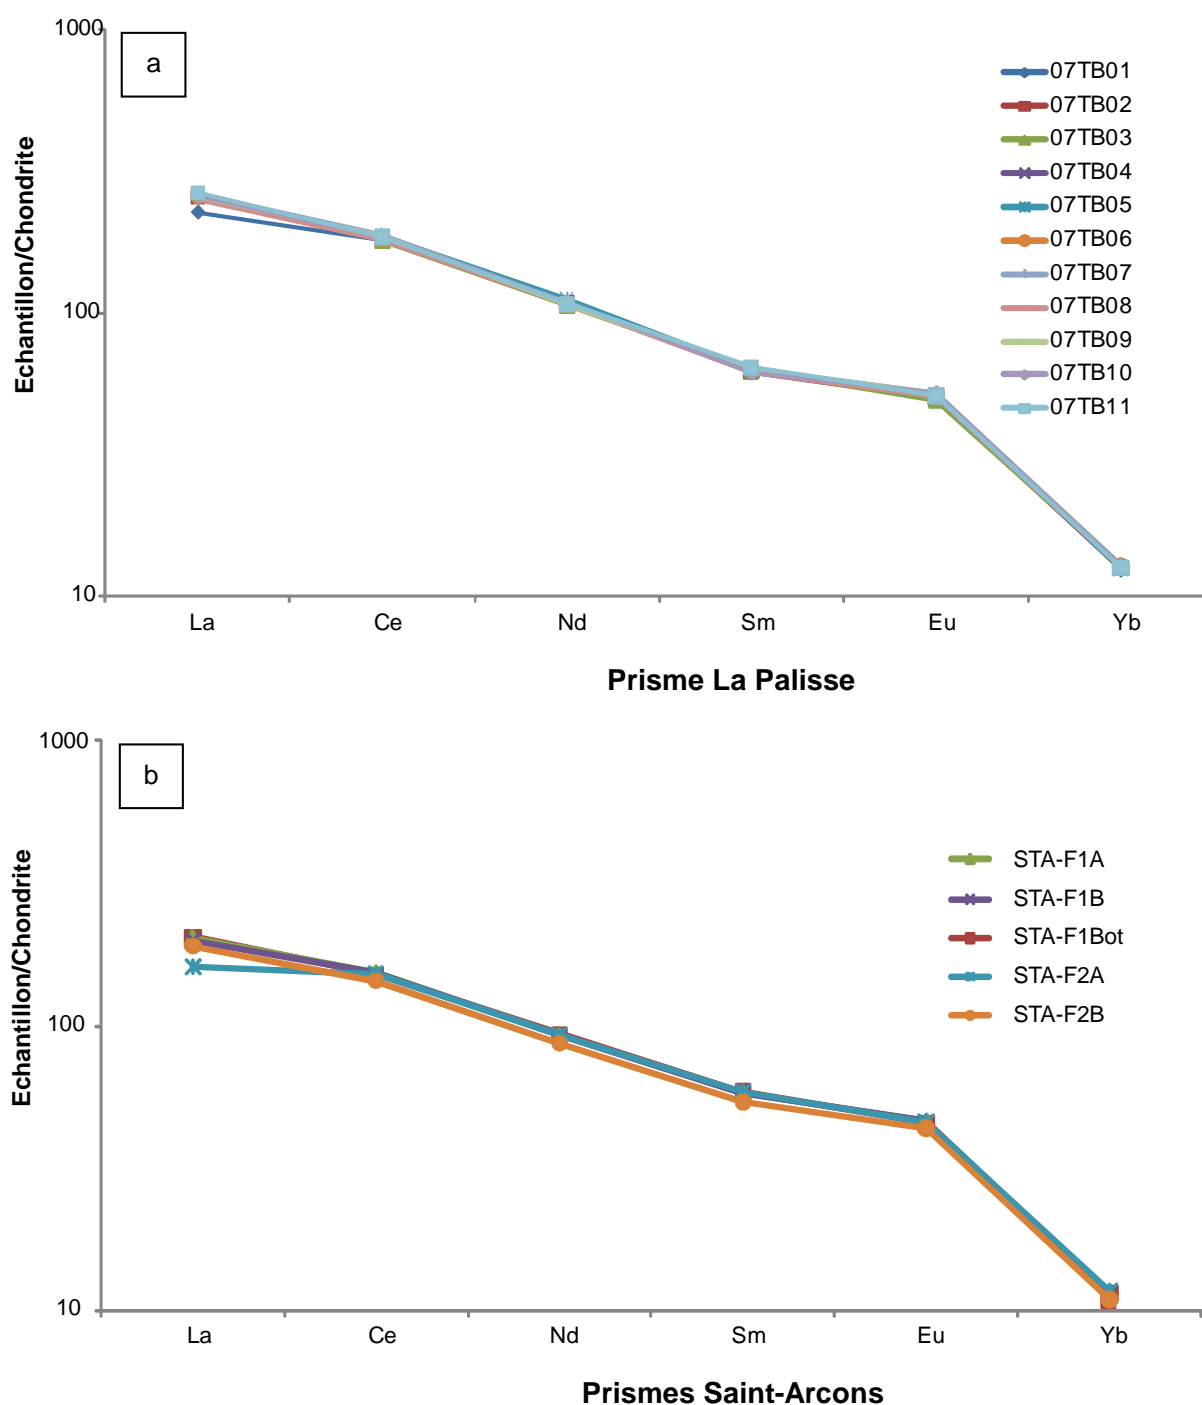 1000
a
Echantillon/Chondrite
100
10
07TB01
07TB02
07TB03
07TB04
07TB05
07TB06
07TB07
07TB08
07TB09
07TB10
07TB11
La Ce Nd Sm Eu Yb
Prisme La Palisse
1000
b
Echantillon/Chondrite
100
10
STA-F1A
STA-F1B
STA-F1Bot
STA-F2A
STA-F2B
La Ce Nd Sm Eu Yb
Prismes Saint-Arcons